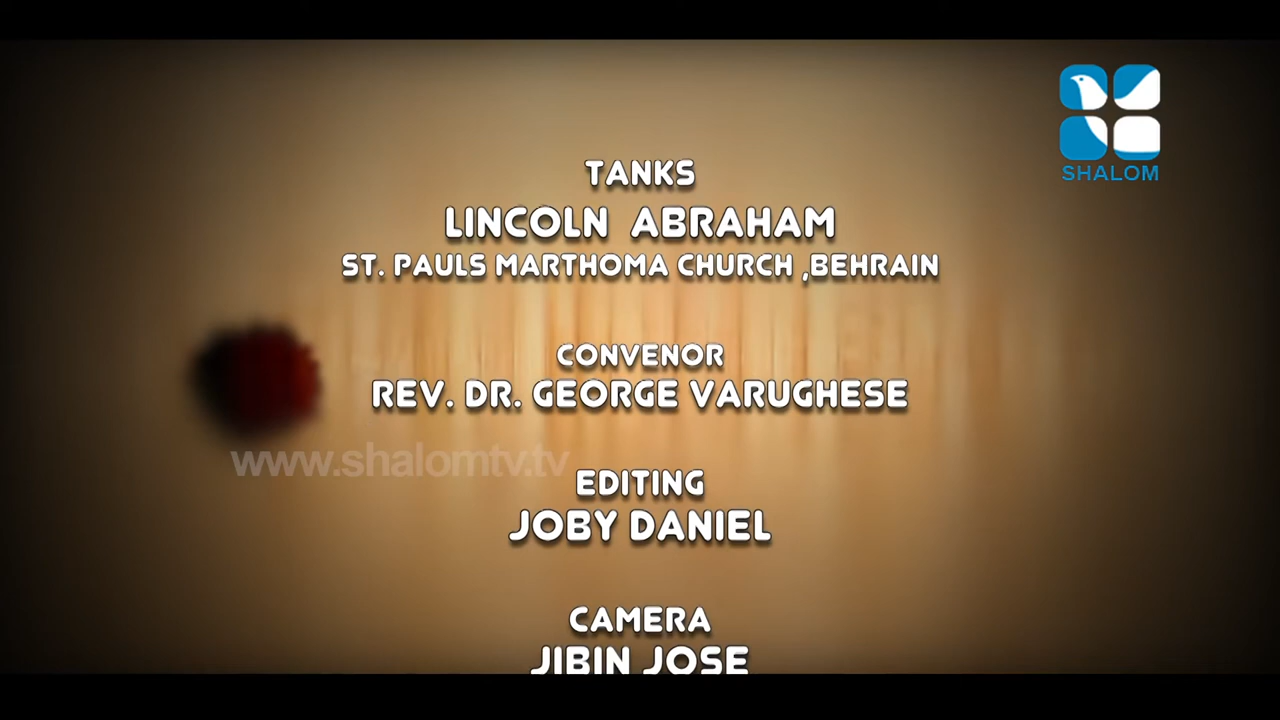 SHALOM
TANKS
LINCOLN ABRAHAM
ST. PAULS MARTHOMA CHURCH ,BEHRAIN
CONVENOR
REV. DR. GEORGE VARUGHESE
www.shalomtv.tv
EDITING
JOBY DANIEL
CAMERA
JIBIN JOSE